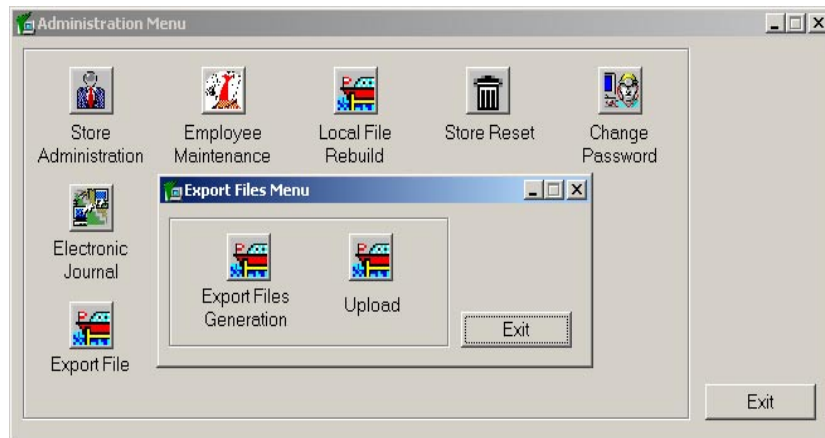 Administration Menu
Store
Administration
Employee
Maintenance
Local File
Rebuild
Store Reset
Change
Password
Electronic
Journal
Export File
Export Files Menu
Export Files
Generation
Upload
Exit
Exit